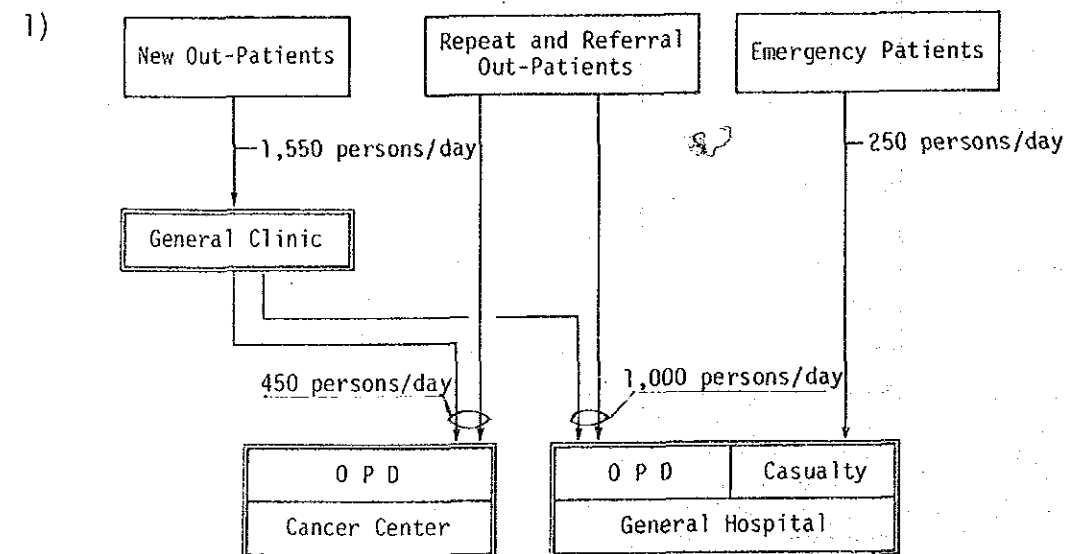 1)
New Out-Patients
Repeat and Referral
Out-Patients
Emergency Patients
1,550 persons/day
250 persons/day
General Clinic
450 persons/day
1,000 persons/day
O P D
Cancer Center
O P D
Casualty
General Hospital